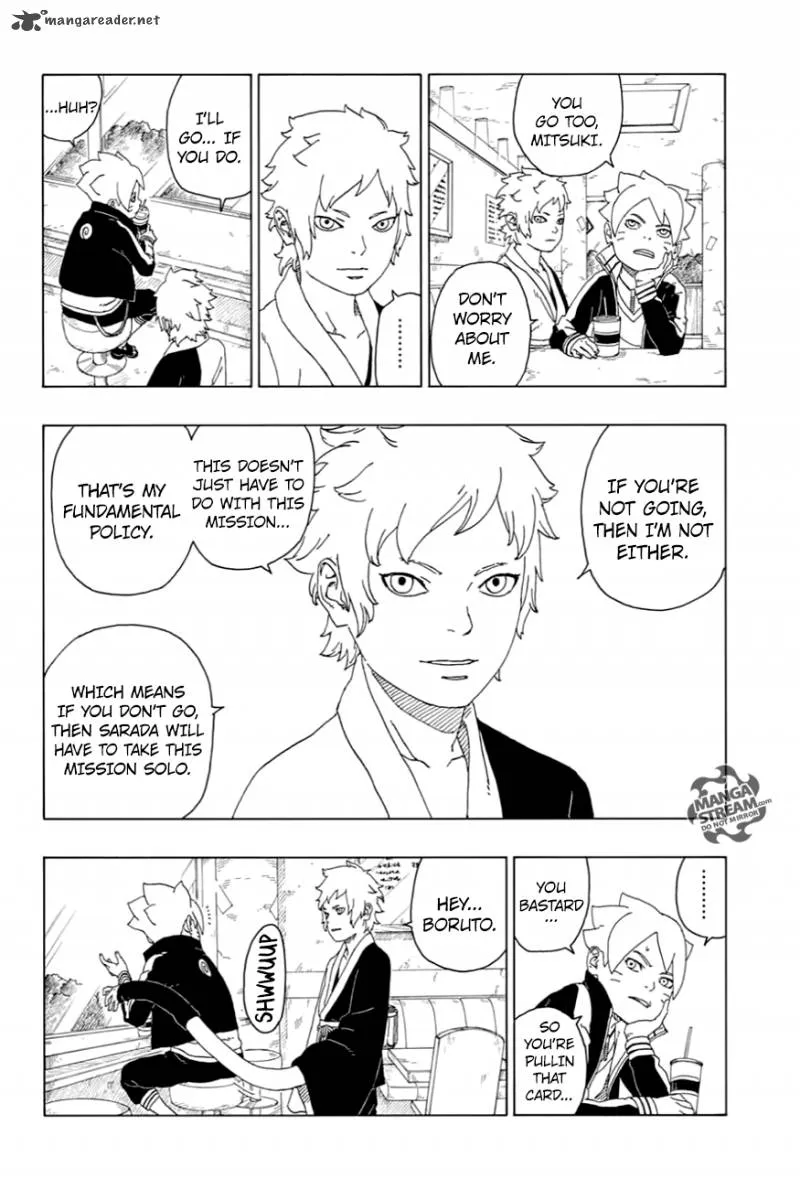 mangareader.net
YOU
GO TOO,
MITSUKI.
DON'T
WORRY
ABOUT
ME.
........
I'LL
GO... IF
YOU DO.
...HUH?
IF YOU'RE
NOT GOING,
THEN I'M NOT
EITHER.
THIS DOESN'T
JUST HAVE TO
DO WITH THIS
MISSION...
THAT'S MY
FUNDAMENTAL
POLICY.
WHICH MEANS
IF YOU DON'T GO,
THEN SARADA WILL
HAVE TO TAKE THIS
MISSION SOLO.
MANGA
STREAM.com
DO NOT MIRROR
........
YOU
BASTARD
...
SO
YOU'RE
PULLIN
THAT
CARD...
HEY...
BORUTO.
SHWWUUP